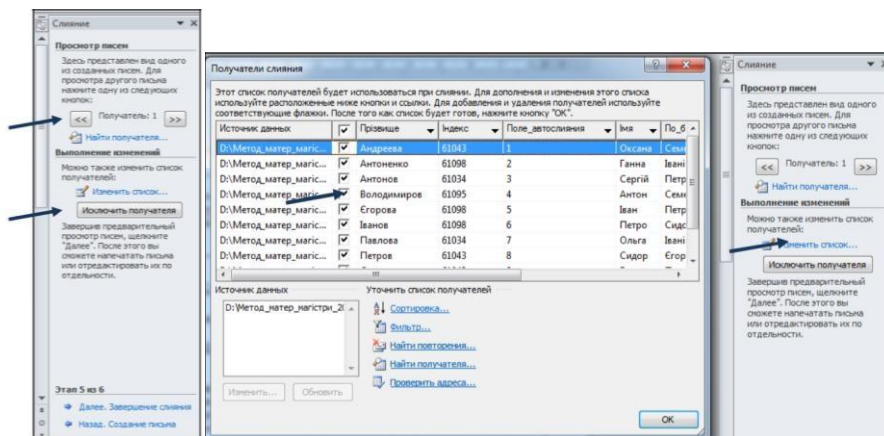 Слияние
Просмотр писем
Здесь представлен вид одного
из созданных писем. Для
просмотра другого письма
нажмите одну из следующих
кнопок:
<< Получатель: 1 >>
Найти получателя...
Выполнение изменений
Можно также изменить список
получателей:
Изменить список...
Исключить получателя
Завершив предварительный
просмотр писем, щелкните
"Далее". После этого вы
сможете напечатать письма
или отредактировать их по
отдельности.
Этап 5 из 6
Далее. Завершение слияния
Назад. Создание письма
Получатели слияния
Этот список получателей будет использоваться при слиянии. Для дополнения и изменения этого списка
используйте расположенные ниже кнопки и ссылки. Для добавления и удаления получателей используйте
соответствующие флажки. После того как список будет готов, нажмите кнопку "ОК".
Источник данных Прізвище Індекс Поле_автослияния Імя По_б
D:\Метод_матер_магіс... Андреева 61043 1 Оксана Семе
D:\Метод_матер_магіс... Антоненко 61098 2 Ганна Івані
D:\Метод_матер_магіс... Антонов 61034 3 Сергій Петр
D:\Метод_матер_магіс... Володимиров 61095 4 Антон Семе
D:\Метод_матер_магіс... Єгорова 61098 5 Іван Петр
D:\Метод_матер_магіс... Іванов 61098 6 Петро Сидо
D:\Метод_матер_магіс... Павлова 61034 7 Ольга Івані
D:\Метод_матер_магіс... Петров 61043 8 Сидор Єгор
Источник данных
D:\Метод_матер_магістри_2
Изменить... Обновить
Уточнить список получателей
Сортировка...
Фильтр...
Найти повторения...
Найти получателя...
Проверить адреса...
ОК
Слияние
Просмотр писем
Здесь представлен вид одного
из созданных писем. Для
просмотра другого письма
нажмите одну из следующих
кнопок:
<< Получатель: 1 >>
Найти получателя...
Выполнение изменений
Можно также изменить список
получателей:
Изменить список...
Исключить получателя
Завершив предварительный
просмотр писем, щелкните
"Далее". После этого вы
сможете напечатать письма
или отредактировать их по
отдельности.